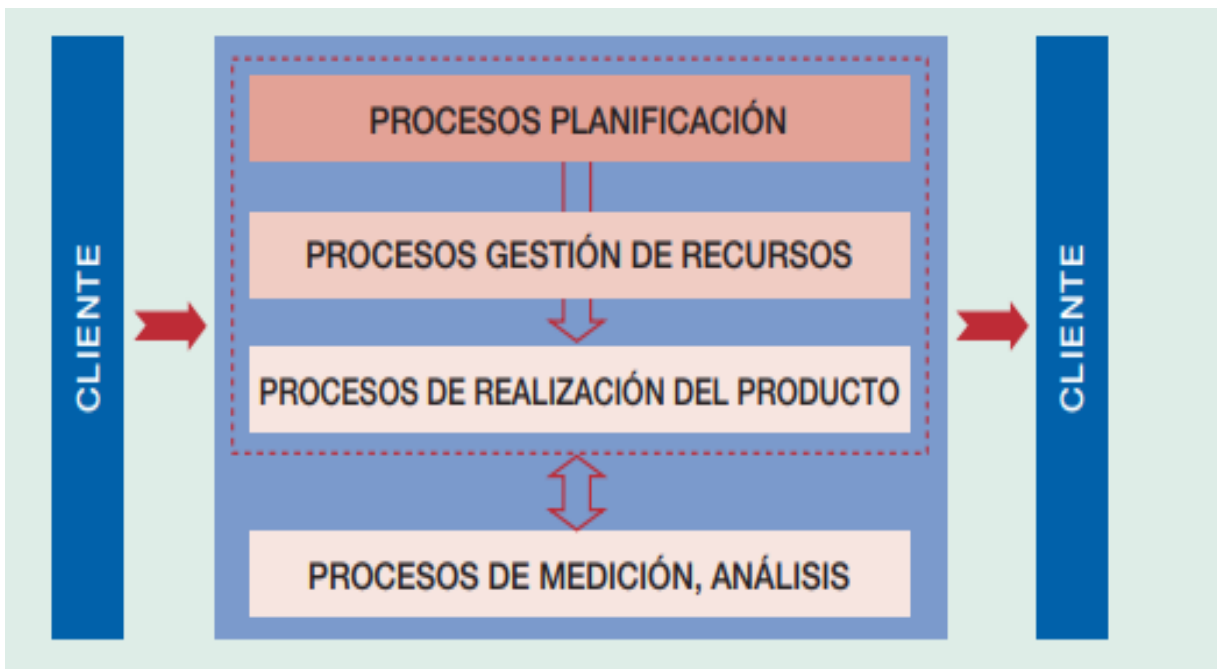 CLIENTE
PROCESOS PLANIFICACIÓN
PROCESOS GESTIÓN DE RECURSOS
PROCESOS DE REALIZACIÓN DEL PRODUCTO
PROCESOS DE MEDICIÓN, ANÁLISIS
CLIENTE